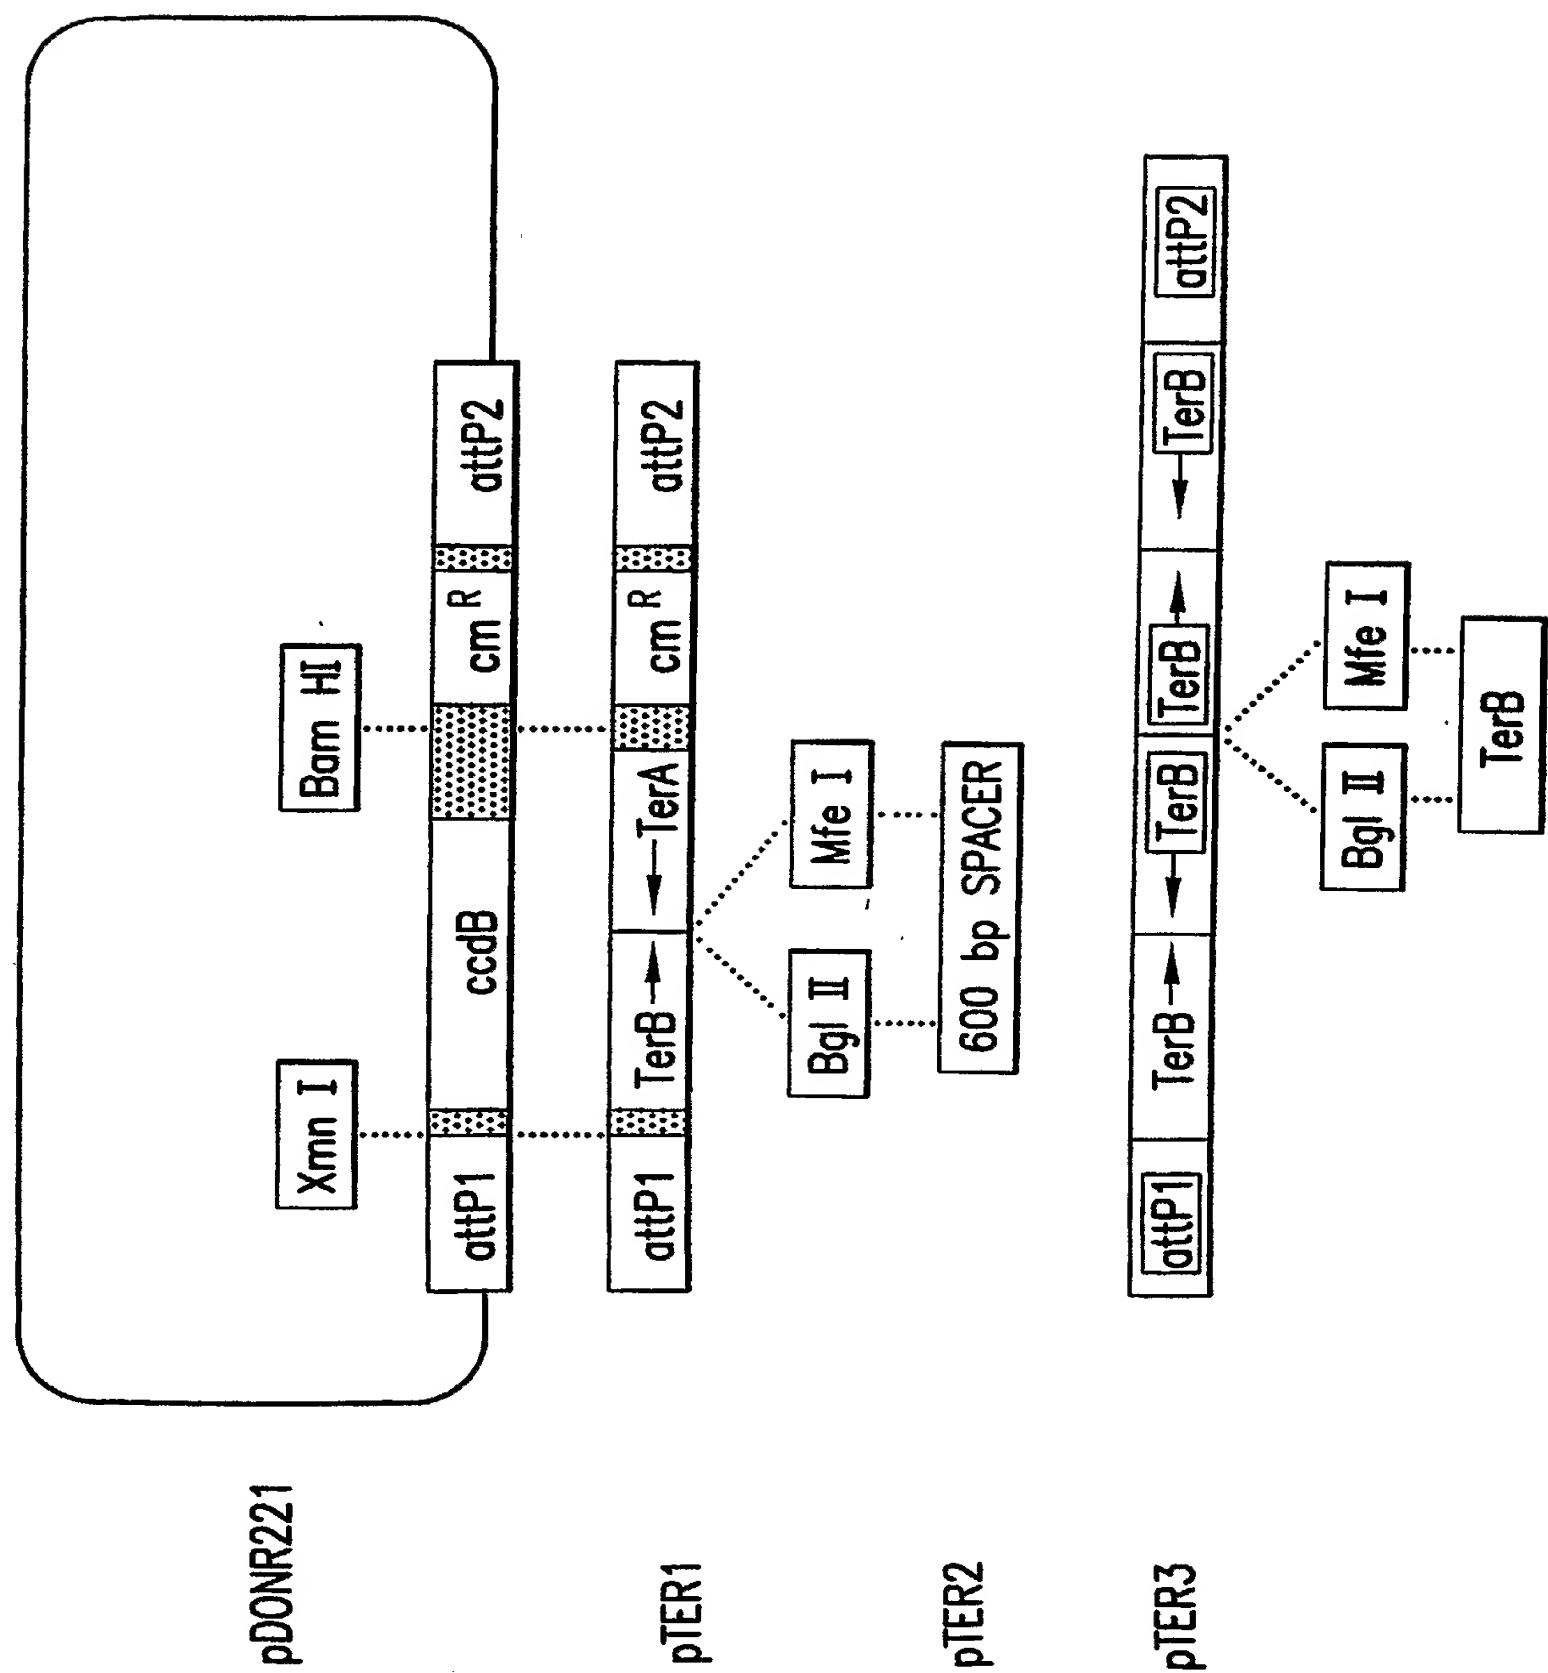 pDONR221
Xmn I
Bam HI
attP1
ccdB
cm R
attP2
pTER1
attP1
TerB
TerA
cm R
attP2
Bgl II
Mfe I
pTER2
600 bp SPACER
pTER3
attP1
TerB
TerB
TerB
TerB
attP2
Bgl II
Mfe I
TerB